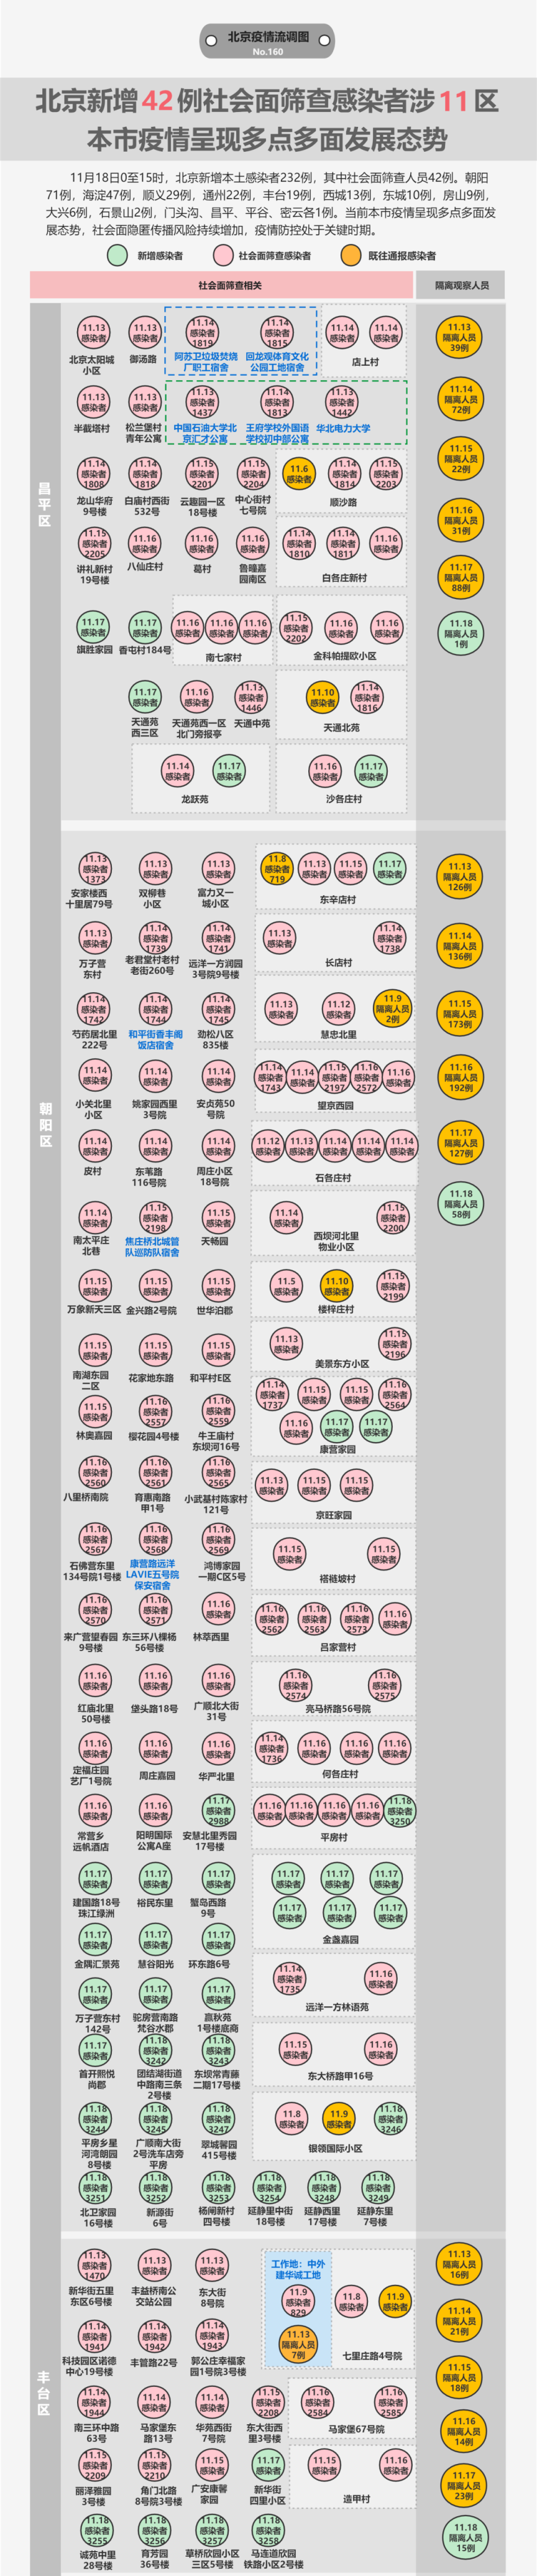 北京疫情流调图
No.160
北京新增42例社会面筛查感染者涉11区
本市疫情呈现多点多面发展态势
11月18日0至15时，北京新增本土感染者232例，其中社会面筛查人员42例。朝阳
71例，海淀47例，顺义29例，通州22例，丰台19例，西城13例，东城10例，房山9例，
大兴6例，石景山2例，门头沟、昌平、平谷、密云各1例。当前本市疫情呈现多点多面发
展态势，社会面隐匿传播风险持续增加，疫情防控处于关键时期。
新增感染者 社会面筛查感染者 既往通报感染者
社会面筛查相关 隔离观察人员
昌平区
11.13 感染者 北京太阳城小区
11.13 感染者 御汤路
11.14 感染者 1819 阿苏卫垃圾焚烧厂职工宿舍
11.14 感染者 1815 回龙观体育文化公园工地宿舍
11.14 感染者 11.14 感染者 店上村
11.13 隔离人员 39例
11.13 感染者 半截塔村
11.13 感染者 松兰堡村青年公寓
11.13 感染者 1437 中国石油大学北京汇才公寓
11.14 感染者 1813 王府学校外国语学校初中部公寓
11.13 感染者 1442 华北电力大学
11.14 隔离人员 72例
11.14 感染者 1808 龙山华府9号楼
11.14 感染者 1818 白庙村西街532号
11.15 感染者 2201 云趣园一区18号楼
11.15 感染者 2204 中心街村七号院
11.6 感染者 11.14 感染者 1814 11.15 感染者 2203 顺沙路
11.15 隔离人员 22例
11.15 感染者 2205 讲礼新村19号楼
11.16 感染者 八仙庄村
11.16 感染者 葛村
11.16 感染者 鲁疃嘉园南区
11.14 感染者 1810 11.14 感染者 1811 11.16 感染者 白各庄新村
11.16 隔离人员 31例
11.17 隔离人员 88例
11.17 感染者 旗胜家园
11.17 感染者 香屯村184号
11.16 感染者 11.16 感染者 11.16 感染者 南七家村
11.15 感染者 2202 11.16 感染者 11.16 感染者 金科帕提欧小区
11.18 隔离人员 1例
11.17 感染者 天通苑西三区
11.16 感染者 天通苑西一区北门旁报亭
11.13 感染者 1446 天通中苑
11.10 感染者 11.14 感染者 1816 天通北苑
11.14 感染者 11.17 感染者 龙跃苑
11.16 感染者 11.17 感染者 沙各庄村
朝阳区
11.13 感染者 1373 安家楼西十里居79号
11.13 感染者 双柳巷小区
11.13 感染者 富力又一城小区
11.8 感染者 719 11.13 感染者 11.15 感染者 11.17 感染者 东辛店村
11.13 隔离人员 126例
11.13 感染者 万子营东村
11.14 感染者 1739 老君堂村老村老街260号
11.14 感染者 1741 远洋一方润园3号院9号楼
11.13 感染者 11.14 感染者 1738 长店村
11.14 隔离人员 136例
11.14 感染者 1742 芍药居北里222号
11.14 感染者 1744 和平街香丰阁饭店宿舍
11.14 感染者 1745 劲松八区835楼
11.13 感染者 11.12 感染者 11.9 隔离人员 2例 慧忠北里
11.15 隔离人员 173例
11.14 感染者 小关北里小区
11.14 感染者 姚家园西里3号院
11.14 感染者 安贞苑50号院
11.14 感染者 1743 11.14 感染者 11.15 感染者 2197 11.16 感染者 2572 11.16 感染者 望京西园
11.16 隔离人员 192例
11.14 感染者 皮村
11.14 感染者 东苇路116号院
11.14 感染者 周庄小区18号院
11.12 感染者 11.13 感染者 11.14 感染者 11.14 感染者 11.14 感染者 石各庄村
11.17 隔离人员 127例
11.18 隔离人员 58例
11.14 感染者 南太平庄北巷
11.15 感染者 2198 焦庄桥北城管队巡防队宿舍
11.15 感染者 天畅园
11.14 感染者 11.15 感染者 2200 西坝河北里物业小区
11.15 感染者 万象新天三区
11.15 感染者 金兴路2号院
11.15 感染者 世华泊郡
11.5 感染者 11.10 感染者 11.15 感染者 2199 楼梓庄村
11.15 感染者 南湖东园二区
11.15 感染者 花家地东路
11.15 感染者 和平村E区
11.13 感染者 11.15 感染者 2196 美景东方小区
11.15 感染者 林奥嘉园
11.16 感染者 2557 樱花园4号楼
11.16 感染者 2559 牛王庙村东坝河16号
11.14 感染者 1737 11.15 感染者 11.15 感染者 11.16 感染者 2564
11.16 感染者 11.17 感染者 11.17 感染者 康营家园
11.16 感染者 2560 八里桥南院
11.16 感染者 2561 育惠南路甲1号
11.16 感染者 2565 小武基村陈家村121号
11.13 感染者 11.15 感染者 11.15 感染者 京旺家园
11.16 感染者 2567 石佛营东里134号院1号楼
11.16 感染者 2568 康营路远洋LAVIE五号院保安宿舍
11.16 感染者 2569 鸿博家园一期C区5号
11.15 感染者 11.15 感染者 褡裢坡村
11.16 感染者 2570 来广营望春园9号楼
11.16 感染者 2571 东三环八棵杨56号楼
11.16 感染者 林萃西里
11.16 感染者 2562 11.16 感染者 2563 11.16 感染者 2573 11.16 感染者 吕家营村
11.16 感染者 红庙北里50号楼
11.16 感染者 垡头路18号
11.16 感染者 广顺北大街31号
11.16 感染者 2574 11.16 感染者 2575 亮马桥路56号院
11.16 感染者 定福庄园艺厂1号院
11.16 感染者 周庄嘉园
11.16 感染者 华严北里
11.14 感染者 1736 11.16 感染者 11.16 感染者 11.16 感染者 何各庄村
11.16 感染者 常营乡远帆酒店
11.16 感染者 阳明国际公寓A座
11.17 感染者 2988 安慧北里秀园17号楼
11.16 感染者 11.16 感染者 11.16 感染者 11.16 感染者 11.18 感染者 3250 平房村
11.17 感染者 建国路18号珠江绿洲
11.17 感染者 裕民东里
11.17 感染者 蟹岛西路9号
11.17 感染者 11.17 感染者 11.17 感染者
11.17 感染者 11.17 感染者 11.17 感染者 金盏嘉园
11.17 感染者 金隅汇景苑
11.17 感染者 慧谷阳光
11.17 感染者 环东路6号
11.17 感染者 万子营东村142号
11.17 感染者 驼房营南路梵谷水郡
11.17 感染者 赢秋苑1号楼底商
11.14 感染者 1735 11.16 感染者 远洋一方林语苑
11.17 感染者 首开熙悦尚郡
11.18 感染者 3242 团结湖街道中路南三条2号楼
11.18 感染者 3243 东坝常青藤二期17号楼
11.15 感染者 11.16 感染者 东大桥路甲16号
11.18 感染者 3244 平房乡星河湾朗园8号楼
11.18 感染者 3245 广顺南大街2号洗车店旁平房
11.18 感染者 3247 翠城馨园415号楼
11.8 感染者 11.9 感染者 11.18 感染者 3246 银领国际小区
11.18 感染者 3251 北卫家园16号楼
11.18 感染者 3252 新源街6号
11.18 感染者 3253 杨闸新村四号楼
11.18 感染者 3254 延静里中街18号楼
11.18 感染者 3248 延静西里17号楼
11.18 感染者 3249 延静东里7号楼
丰台区
11.13 感染者 1470 新华街五里东区6号楼
11.13 感染者 丰益桥南公交站公园
11.13 感染者 东大街8号院
工作地：中外建华诚工地
11.9 感染者 829 11.13 隔离人员 7例 11.8 感染者 11.9 感染者 七里庄路4号院
11.13 隔离人员 16例
11.14 隔离人员 21例
11.14 感染者 1941 科技园区诺德中心19号楼
11.14 感染者 1942 丰管路22号
11.14 感染者 1943 郭公庄幸福家园1号院3号楼
11.15 隔离人员 18例
11.14 感染者 1944 南三环中路63号
11.14 感染者 马家堡东路13号
11.14 感染者 华苑西街7号院
11.15 感染者 2208 东大街西里3号楼
11.16 感染者 2584 11.16 感染者 2585 马家堡67号院
11.16 隔离人员 14例
11.15 感染者 2209 丽泽雅园3号楼
11.15 感染者 2210 角门北路8号院3号楼
11.15 感染者 广安康馨家园
11.17 感染者 新华街四里小区
11.15 感染者 11.16 感染者 造甲村
11.17 隔离人员 23例
11.18 感染者 3255 诚苑中里28号楼
11.18 感染者 3256 育芳园36号楼
11.18 感染者 3257 草桥欣园小区三区5号楼
11.18 感染者 3258 马连道欣园铁路小区2号楼
11.18 隔离人员 15例